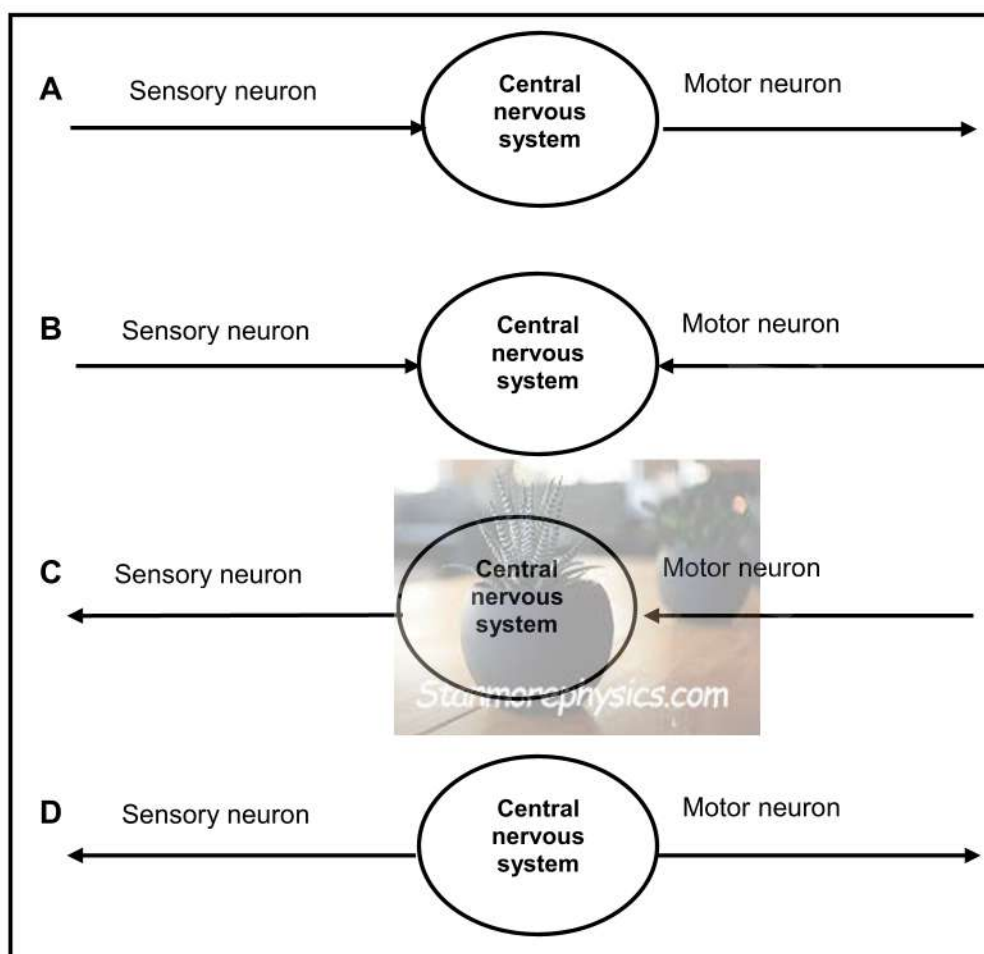 A
Sensory neuron
Central
nervous
system
Motor neuron
B
Sensory neuron
Central
nervous
system
Motor neuron
C
Sensory neuron
Central
nervous
system
Motor neuron
Stanmorephysics.com
D
Sensory neuron
Central
nervous
system
Motor neuron